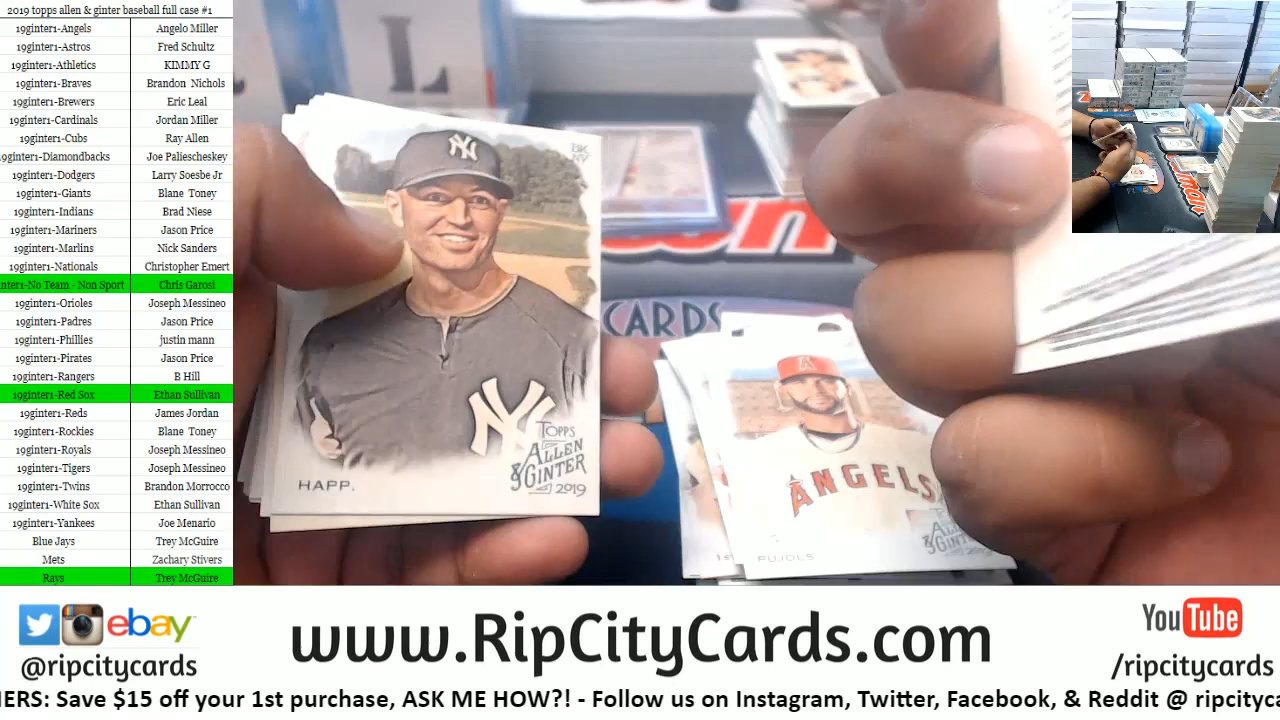 2019 topps allen & ginter baseball full case #1
19ginter1-Angels Angelo Miller
19ginter1-Astros Fred Schultz
19ginter1-Athletics KIMMY G
19ginter1-Braves Brandon Nichols
19ginter1-Brewers Eric Leal
19ginter1-Cardinals Jordan Miller
19ginter1-Cubs Ray Allen
9ginter1-Diamondbacks Joe Paliescheskey
19ginter1-Dodgers Larry Soesbe Jr
19ginter1-Giants Blane Toney
19ginter1-Indians Brad Niese
19ginter1-Mariners Jason Price
19ginter1-Marlins Nick Sanders
19ginter1-Nationals Christopher Emert
nter1-No Team - Non Sport Chris Garosi
19ginter1-Orioles Joseph Messineo
19ginter1-Padres Jason Price
19ginter1-Phillies justin mann
19ginter1-Pirates Jason Price
19ginter1-Rangers B Hill
19ginter1-Red Sox Ethan Sullivan
19ginter1-Reds James Jordan
19ginter1-Rockies Blane Toney
19ginter1-Royals Joseph Messineo
19ginter1-Tigers Joseph Messineo
19ginter1-Twins Brandon Morrocco
19ginter1-White Sox Ethan Sullivan
19ginter1-Yankees Joe Menario
Blue Jays Trey McGuire
Mets Zachary Stivers
Rays Trey McGuire
NY
BK
NY
NY
HAPP.
TOPPS
ALLEN
& GINTER
2019
CARDS
A
ANGELS
PUJOLS
ebay
@ripcitycards
www.RipCityCards.com
YouTube
/ripcitycards
IERS: Save $15 off your 1st purchase, ASK ME HOW?! - Follow us on Instagram, Twitter, Facebook, & Reddit @ ripcityca